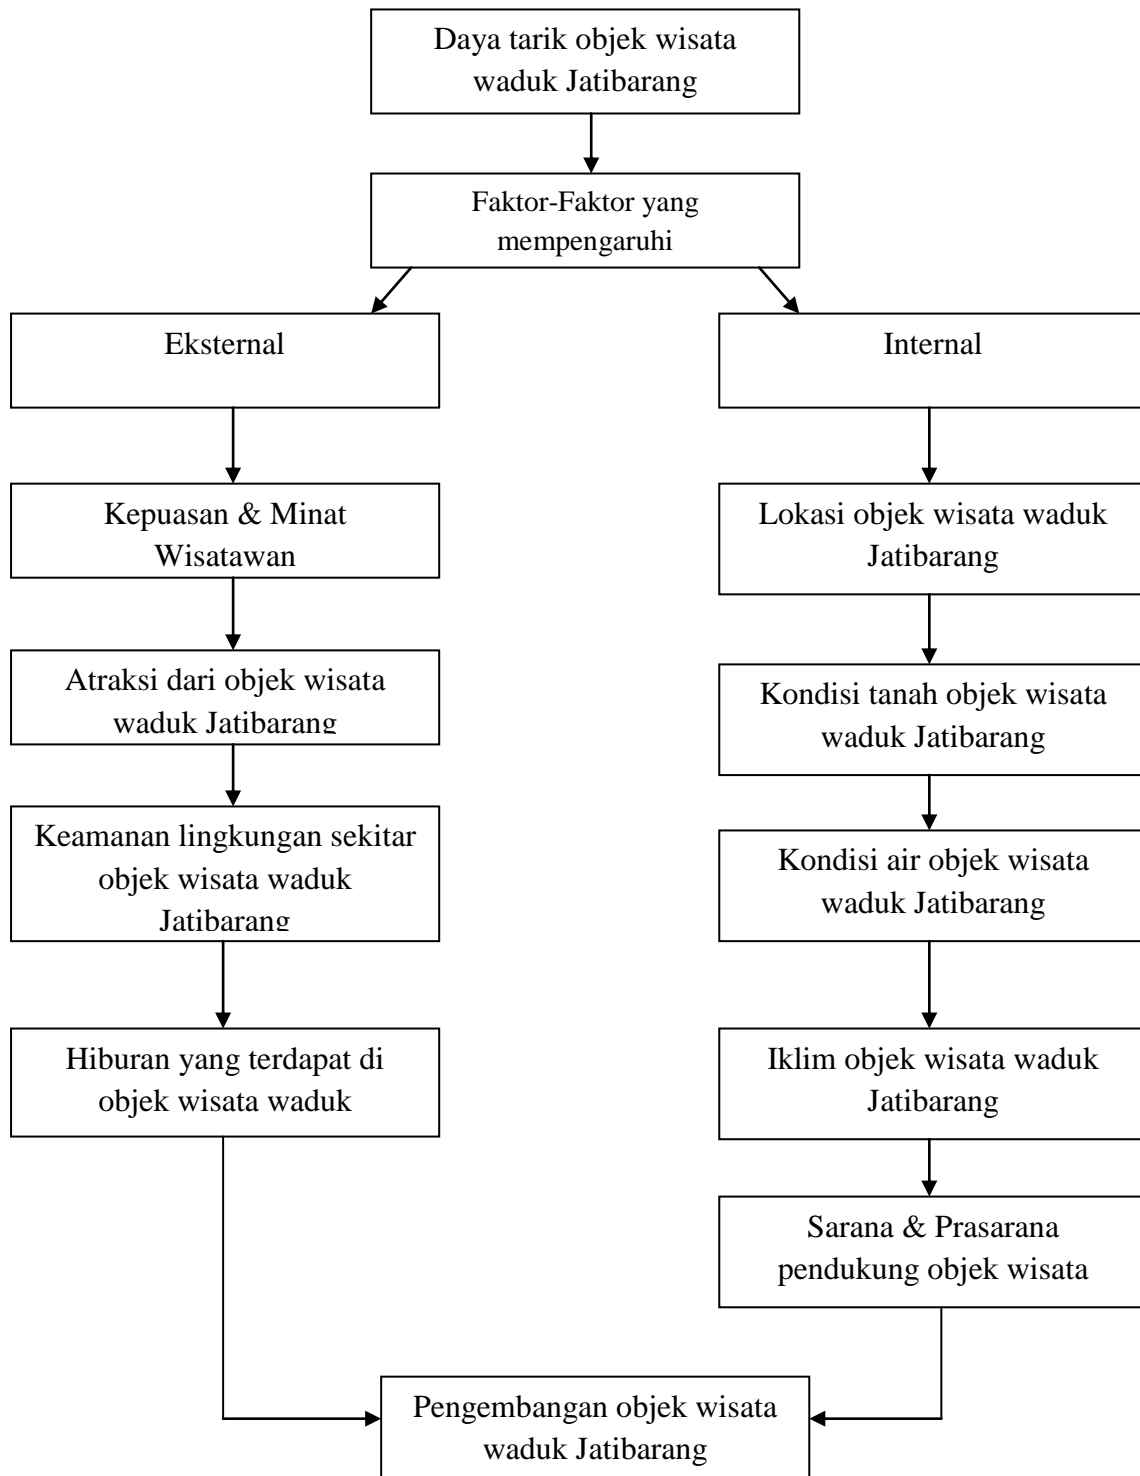 Daya tarik objek wisata
waduk Jatibarang
Faktor-Faktor yang
mempengaruhi
Eksternal
Internal
Kepuasan & Minat
Wisatawan
Lokasi objek wisata waduk
Jatibarang
Atraksi dari objek wisata
waduk Jatibarang
Kondisi tanah objek wisata
waduk Jatibarang
Keamanan lingkungan sekitar
objek wisata waduk
Jatibarang
Kondisi air objek wisata
waduk Jatibarang
Hiburan yang terdapat di
objek wisata waduk
Iklim objek wisata waduk
Jatibarang
Sarana & Prasarana
pendukung objek wisata
Pengembangan objek wisata
waduk Jatibarang